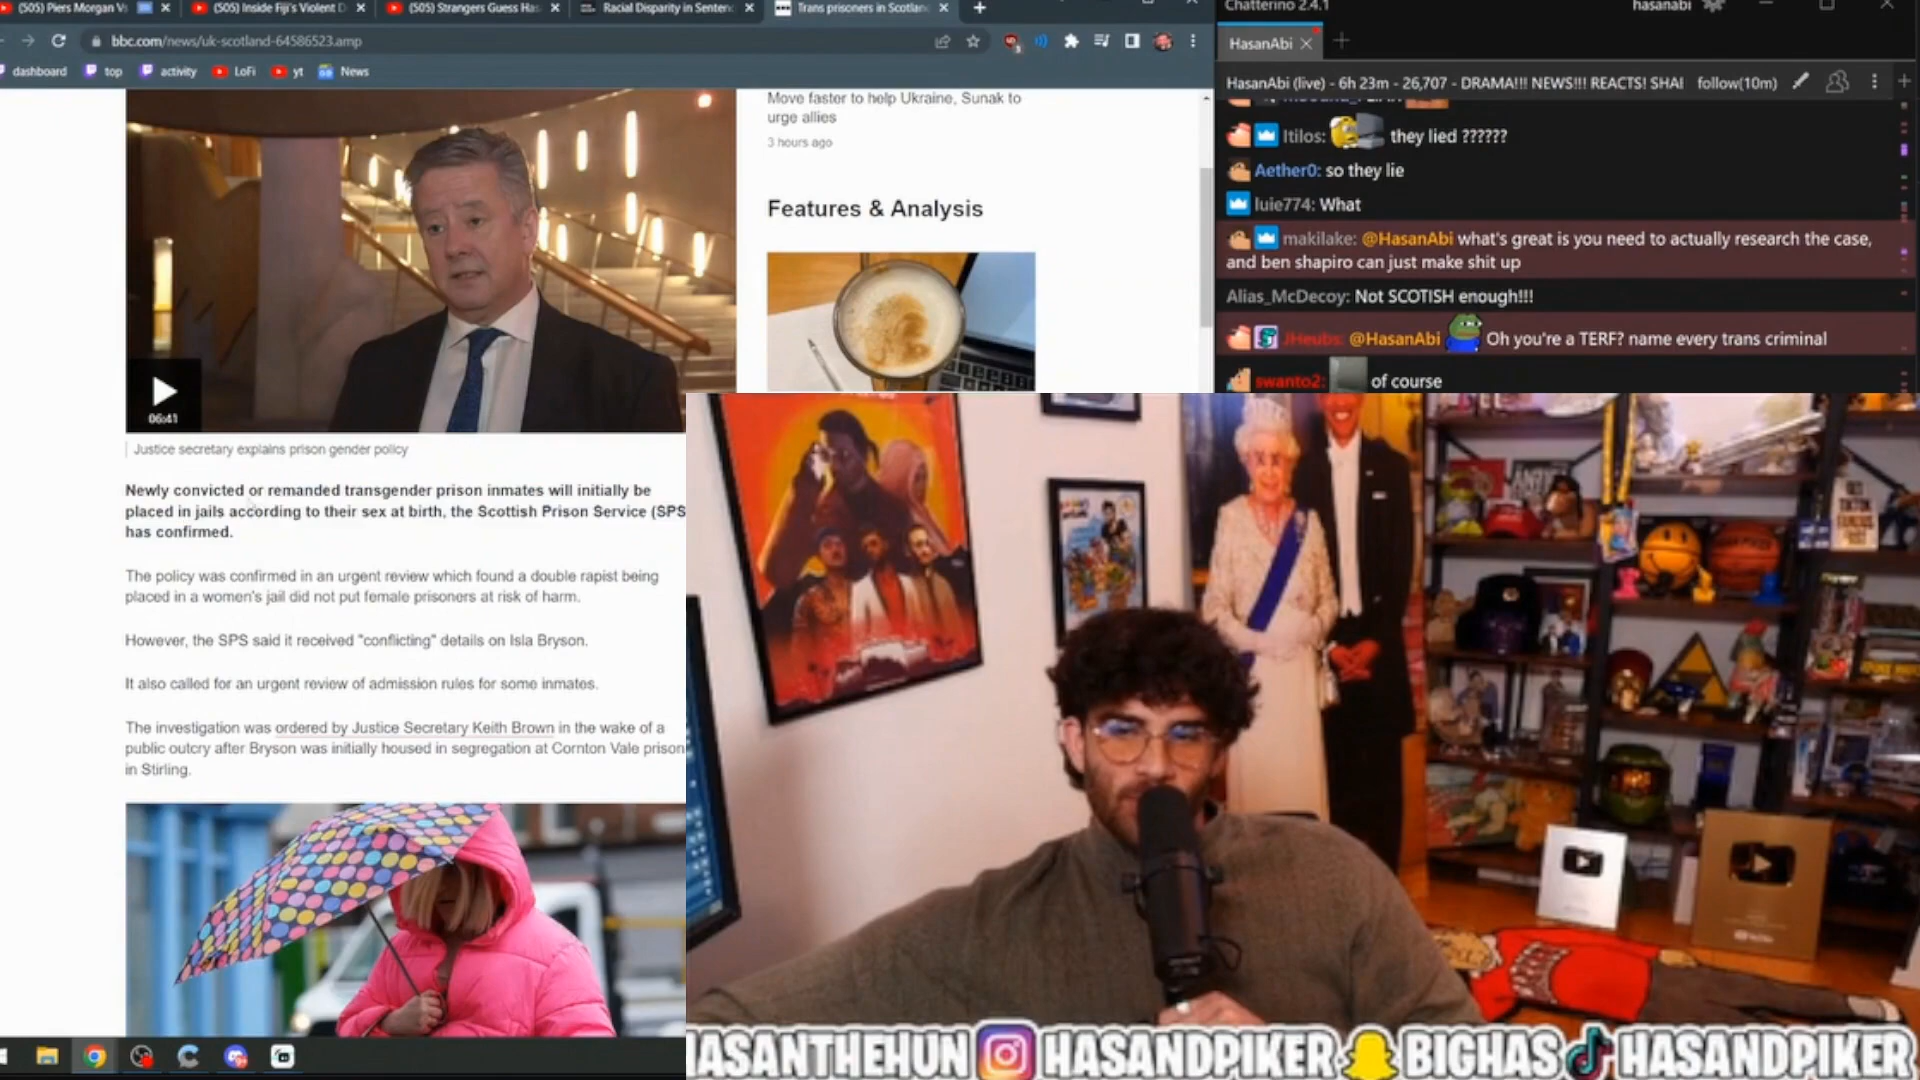 (505) Piers Morgan Vs
(505) Inside Fiji's Violent D
(505) Strangers Guess Has
Racial Disparity in Senten
Trans prisoners in Scotlan
bbc.com/news/uk-scotland-64586523.amp
dashboard
top
activity
LoFi
yt
News
Move faster to help Ukraine, Sunak to
urge allies
3 hours ago
Features & Analysis
06:41
Justice secretary explains prison gender policy
Newly convicted or remanded transgender prison inmates will initially be
placed in jails according to their sex at birth, the Scottish Prison Service (SPS
has confirmed.
The policy was confirmed in an urgent review which found a double rapist being
placed in a women's jail did not put female prisoners at risk of harm.
However, the SPS said it received "conflicting" details on Isla Bryson.
It also called for an urgent review of admission rules for some inmates.
The investigation was ordered by Justice Secretary Keith Brown in the wake of a
public outcry after Bryson was initially housed in segregation at Cornton Vale prison
in Stirling.
Chatterino 2.4.1
hasanabi
HasanAbi
HasanAbi (live) - 6h 23m - 26,707 - DRAMA!!! NEWS!!! REACTS! SHAI
follow(10m)
Itilos: they lied ??????
Aether0: so they lie
luie774: What
makilake: @HasanAbi what's great is you need to actually research the case,
and ben shapiro can just make shit up
Alias_McDecoy: Not SCOTISH enough!!!
JHeubs: @HasanAbi Oh you're a TERF? name every trans criminal
swanto2: of course
ASANTHEHUN
HASANDPIKER
BIGHAS
HASANDPIKER